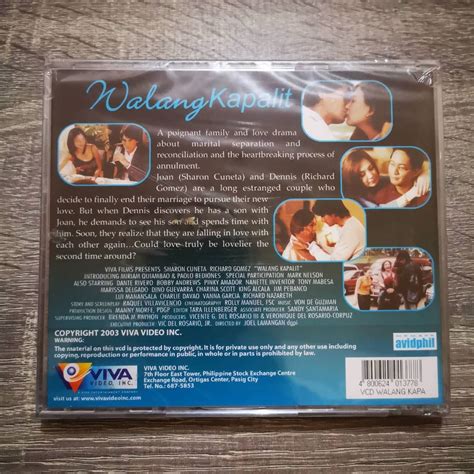 Walang Kapalit
A poignant family and love drama
about marital separation and
reconciliation and the heartbreaking process of
annulment.
Joan (Sharon Cuneta) and Dennis (Richard
Gomez) are a long estranged couple who
decide to finally end their marriage to pursue their new
love. But when Dennis discovers he has a son with
Joan, he demands to see his son and spends time with
him. Soon, they realize that they are falling in love with
each other again...Could love truly be lovelier the
second time around?
VIVA FILMS PRESENTS SHARON CUNETA RICHARD GOMEZ "WALANG KAPALIT"
INTRODUCING MIRIAM QUIAMBAO & PAOLO BEDIONES SPECIAL PARTICIPATION MARK NELSON
ALSO STARRING DANTE RIVERO BOBBY ANDREWS PINKY AMADOR NANETTE INVENTOR TONY MABESA
MARISSA DELGADO DINO GUEVARRA CHARINA SCOTT KING ALCALA JIM PEBANCO
LUI MANANSALA CHARLIE DAVAO VANNA GARCIA RICHARD NAZARETH
STORY AND SCREENPLAY RAQUEL VILLAVICENCIO CINEMATOGRAPHY ROLLY MANUEL, FSC MUSIC VON DE GUZMAN
PRODUCTION DESIGN MANNY MORFE, PDGP EDITOR TARA ILLENBERGER ASSOCIATE PRODUCER SANDY SANTAMARIA
SUPERVISING PRODUCER BRENDA P. PAYNOR PRODUCERS VICENTE G. DEL ROSARIO III & VERONIQUE DEL ROSARIO-CORPUZ
EXECUTIVE PRODUCER VIC DEL ROSARIO, JR. DIRECTED BY JOEL LAMANGAN dgpi
COPYRIGHT 2003 VIVA VIDEO INC.
WARNING:
The material on this vcd is protected by copyright. It is for private use only and any other use including
copying, reproduction or performance in public, in whole or in part is prohibited by law.
VIVA
VIDEO, INC.
visit us at: www.vivavideoinc.com
VIVA VIDEO INC.
7th Floor East Tower, Philippine Stock Exchange Centre
Exchange Road, Ortigas Center, Pasig City
Tel. No.: 687-5853
avidphil
4 800624 013776
VCD WALANG KAPA